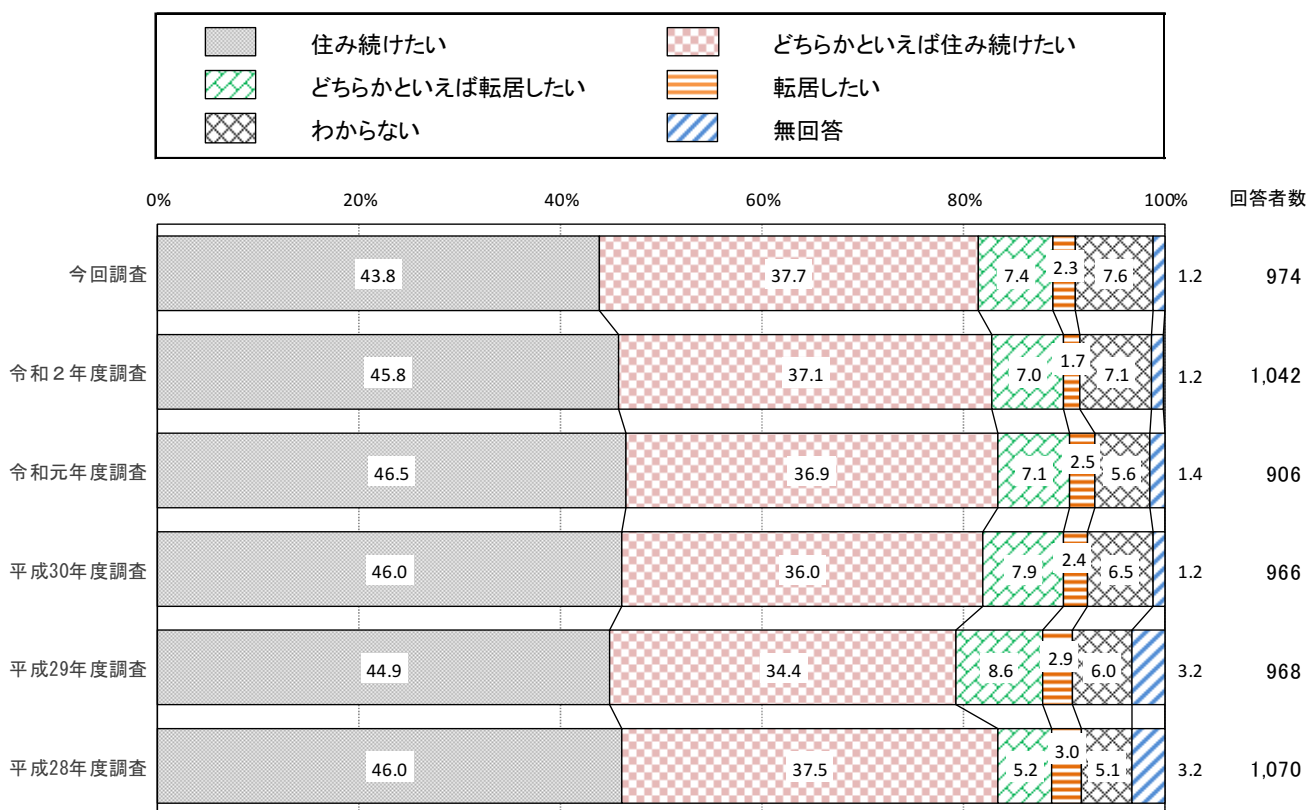 住み続けたい どちらかといえば住み続けたい
どちらかといえば転居したい 転居したい
わからない 無回答
0% 20% 40% 60% 80% 100% 回答者数
今回調査 43.8 37.7 7.4 2.3 7.6 1.2 974
令和２年度調査 45.8 37.1 7.0 1.7 7.1 1.2 1,042
令和元年度調査 46.5 36.9 7.1 2.5 5.6 1.4 906
平成30年度調査 46.0 36.0 7.9 2.4 6.5 1.2 966
平成29年度調査 44.9 34.4 8.6 2.9 6.0 3.2 968
平成28年度調査 46.0 37.5 5.2 3.0 5.1 3.2 1,070